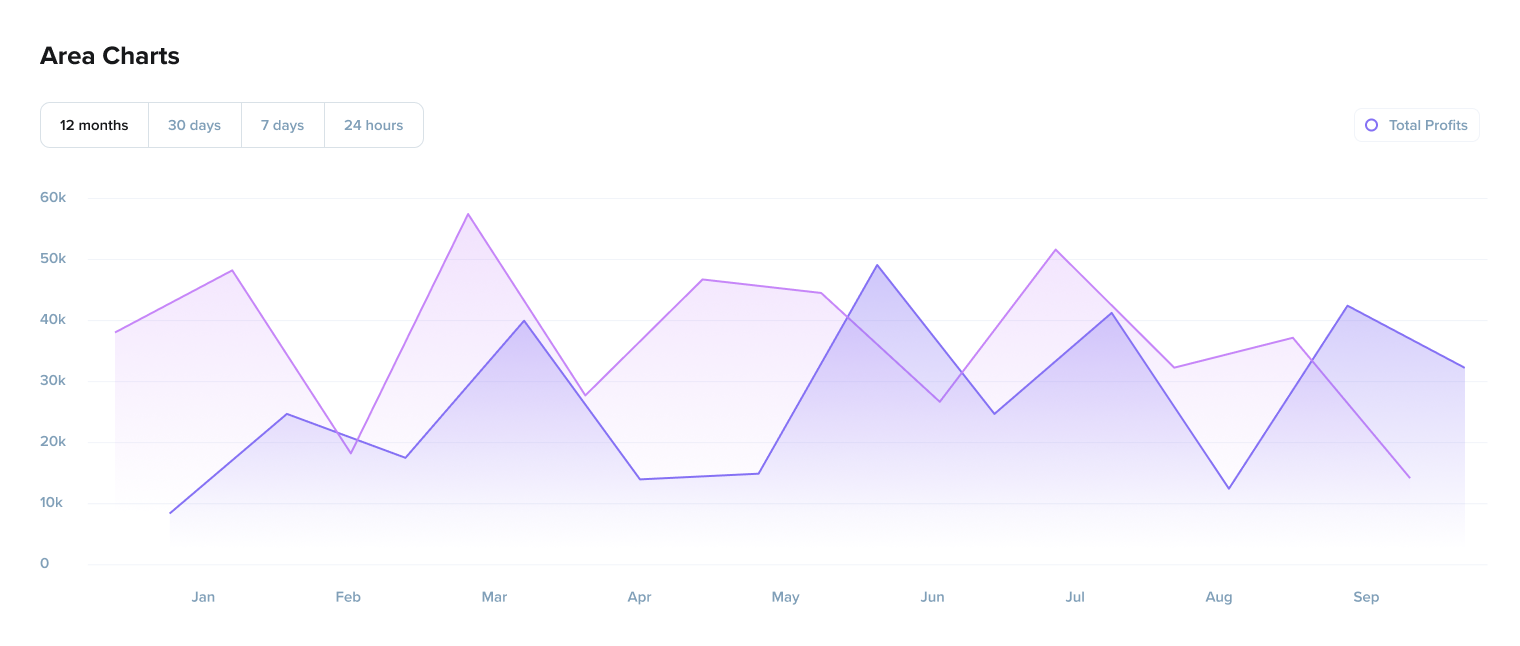 Area Charts
12 months 30 days 7 days 24 hours
Total Profits
60k
50k
40k
30k
20k
10k
0
Jan Feb Mar Apr May Jun Jul Aug Sep